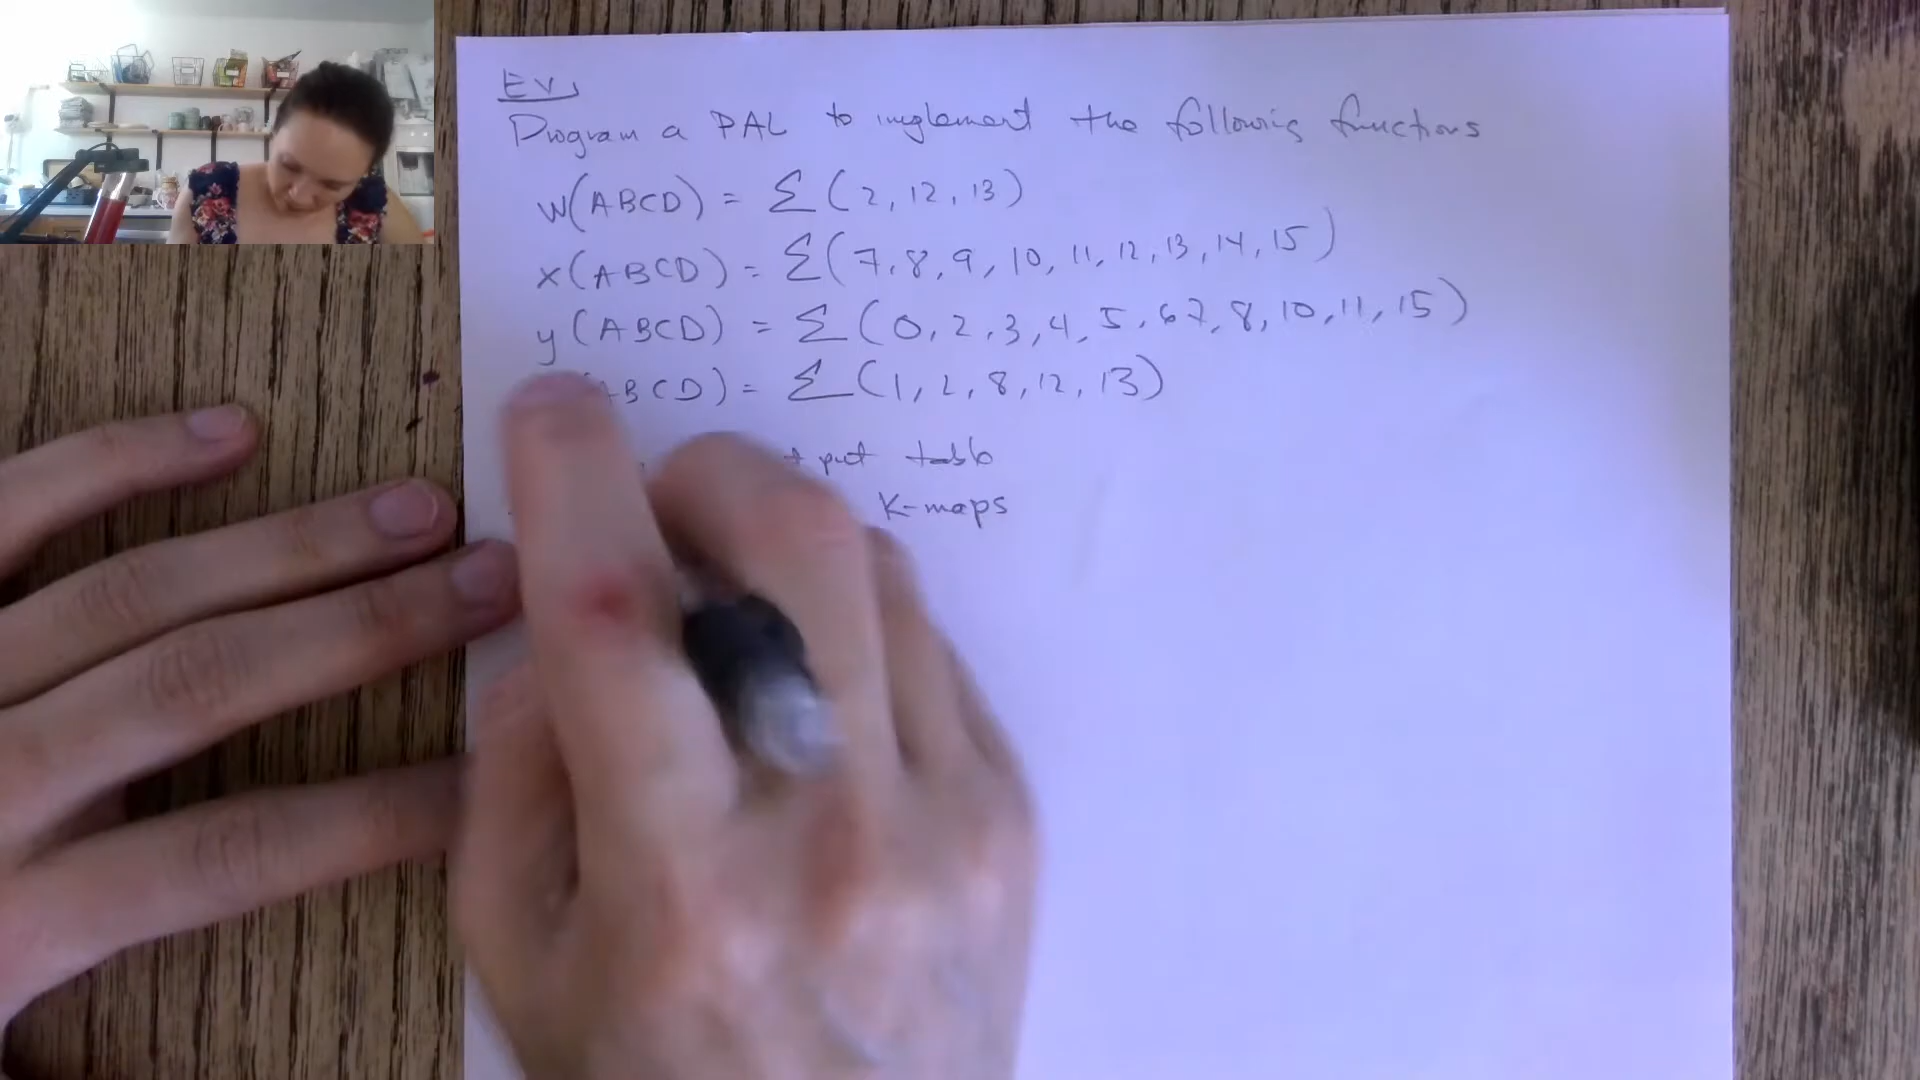 Ex,
Program a PAL to implement the following functions
w(ABCD) = Σ(2, 12, 13)
x(ABCD) = Σ(7, 8, 9, 10, 11, 12, 13, 14, 15)
y(ABCD) = Σ(0, 2, 3, 4, 5, 6 7, 8, 10, 11, 15)
BCD) = Σ(1, 2, 8, 12, 13)
put table
K-maps